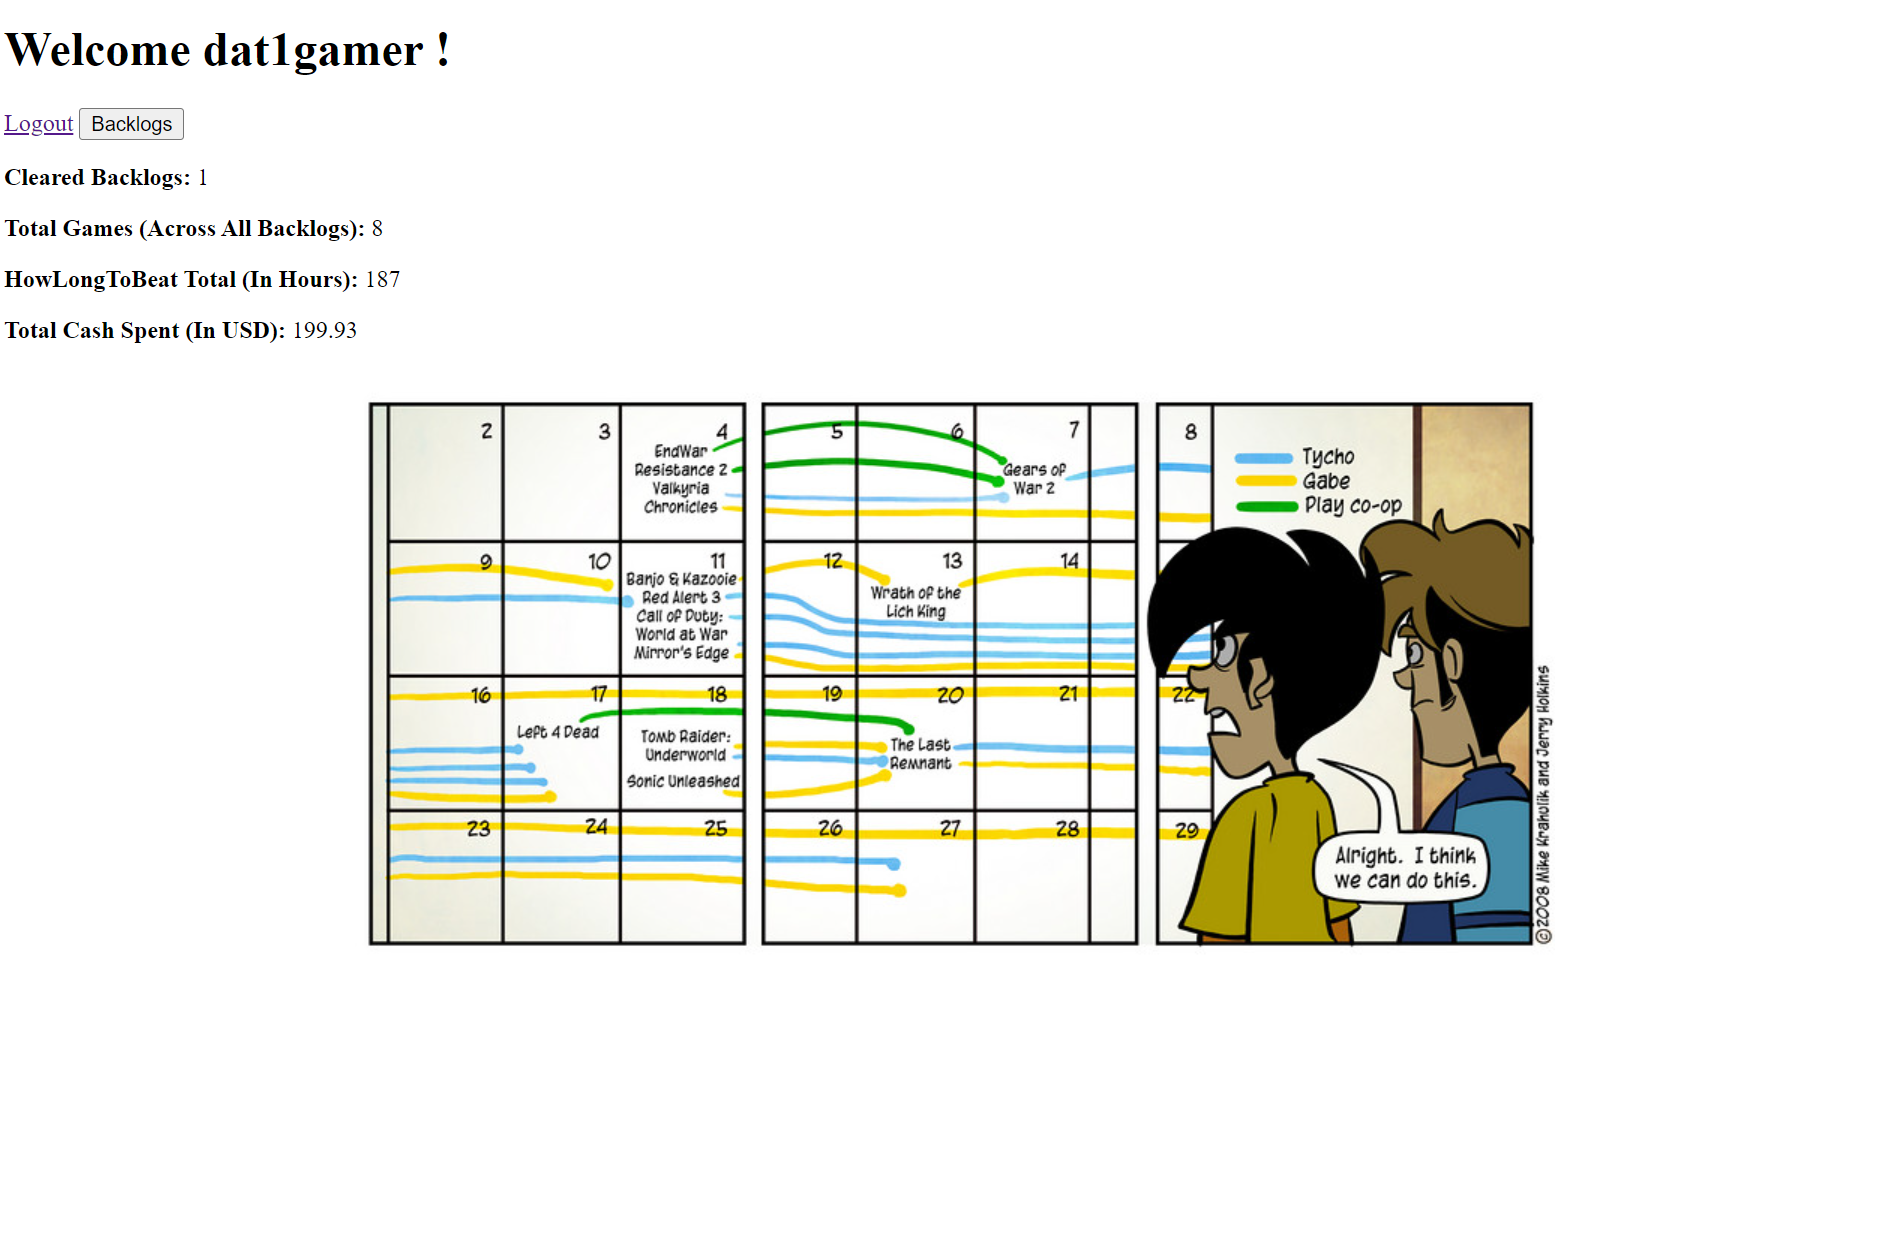 Welcome dat1gamer !
Logout Backlogs
Cleared Backlogs: 1
Total Games (Across All Backlogs): 8
HowLongToBeat Total (In Hours): 187
Total Cash Spent (In USD): 199.93
2 3 4
EndWar
Resistance 2
Valkyria
Chronicles
5 6 7
Gears of
War 2
8
Tycho
Gabe
Play co-op
9 10 11
Banjo & Kazooie
Red Alert 3
Call of Duty:
World at War
Mirror's Edge
12 13 14
Wrath of the
Lich King
16 17 18
Left 4 Dead
Tomb Raider:
Underworld
Sonic Unleashed
19 20 21
The Last
Remnant
22
23 24 25
26 27 28
29
Alright. I think
we can do this.
©2008 Mike Krahulik and Jerry Holkins